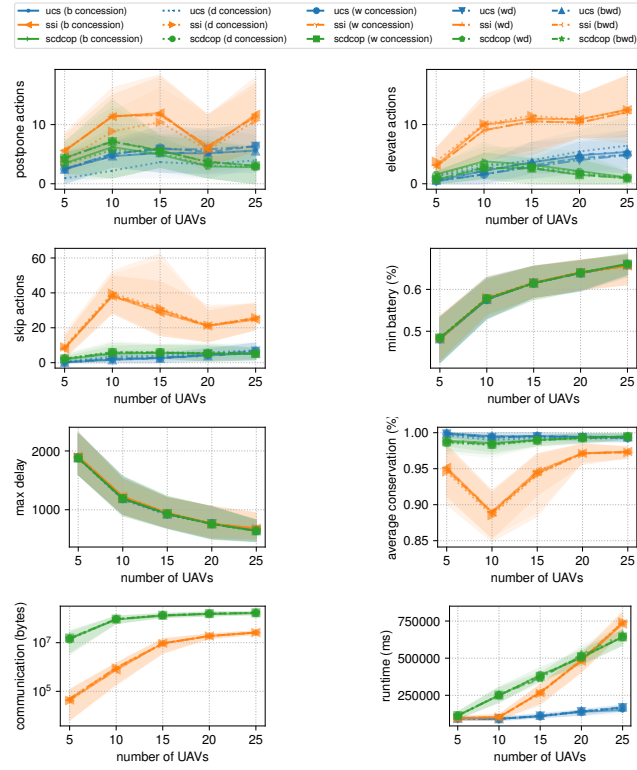 ucs (b concession) ucs (d concession) ucs (w concession) ucs (wd) ucs (bwd)
ssi (b concession) ssi (d concession) ssi (w concession) ssi (wd) ssi (bwd)
scdcop (b concession) scdcop (d concession) scdcop (w concession) scdcop (wd) scdcop (bwd)
postpone actions
10
0
5 10 15 20 25
number of UAVs
elevate actions
10
0
5 10 15 20 25
number of UAVs
skip actions
60
40
20
0
5 10 15 20 25
number of UAVs
min battery (%)
0.6
0.5
5 10 15 20 25
number of UAVs
max delay
2000
1000
5 10 15 20 25
number of UAVs
average conservation (%)
1.00
0.95
0.90
0.85
5 10 15 20 25
number of UAVs
communication (bytes)
10^7
10^5
5 10 15 20 25
number of UAVs
runtime (ms)
750000
500000
250000
5 10 15 20 25
number of UAVs